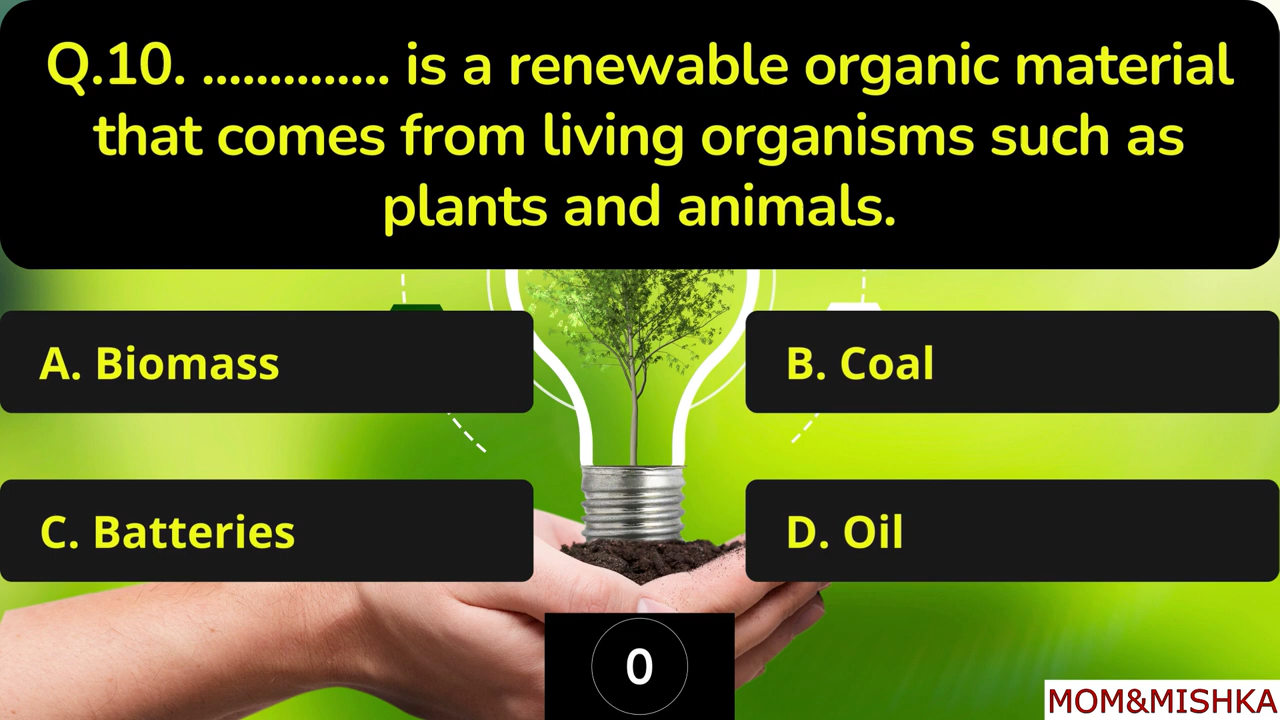 Q.10. .............. is a renewable organic material
that comes from living organisms such as
plants and animals.
A. Biomass
B. Coal
C. Batteries
D. Oil
0
MOM&MISHKA